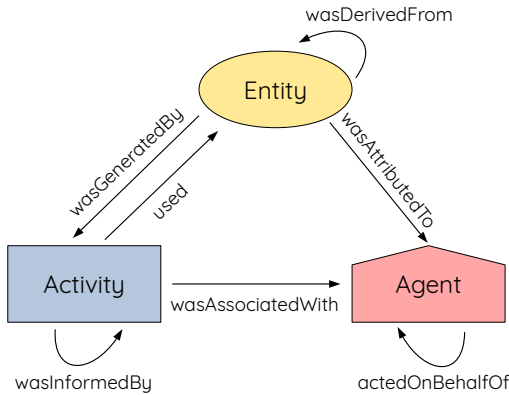 wasDerivedFrom
Entity
wasGeneratedBy
used
wasAttributedTo
Activity
wasAssociatedWith
Agent
wasInformedBy
actedOnBehalfOf